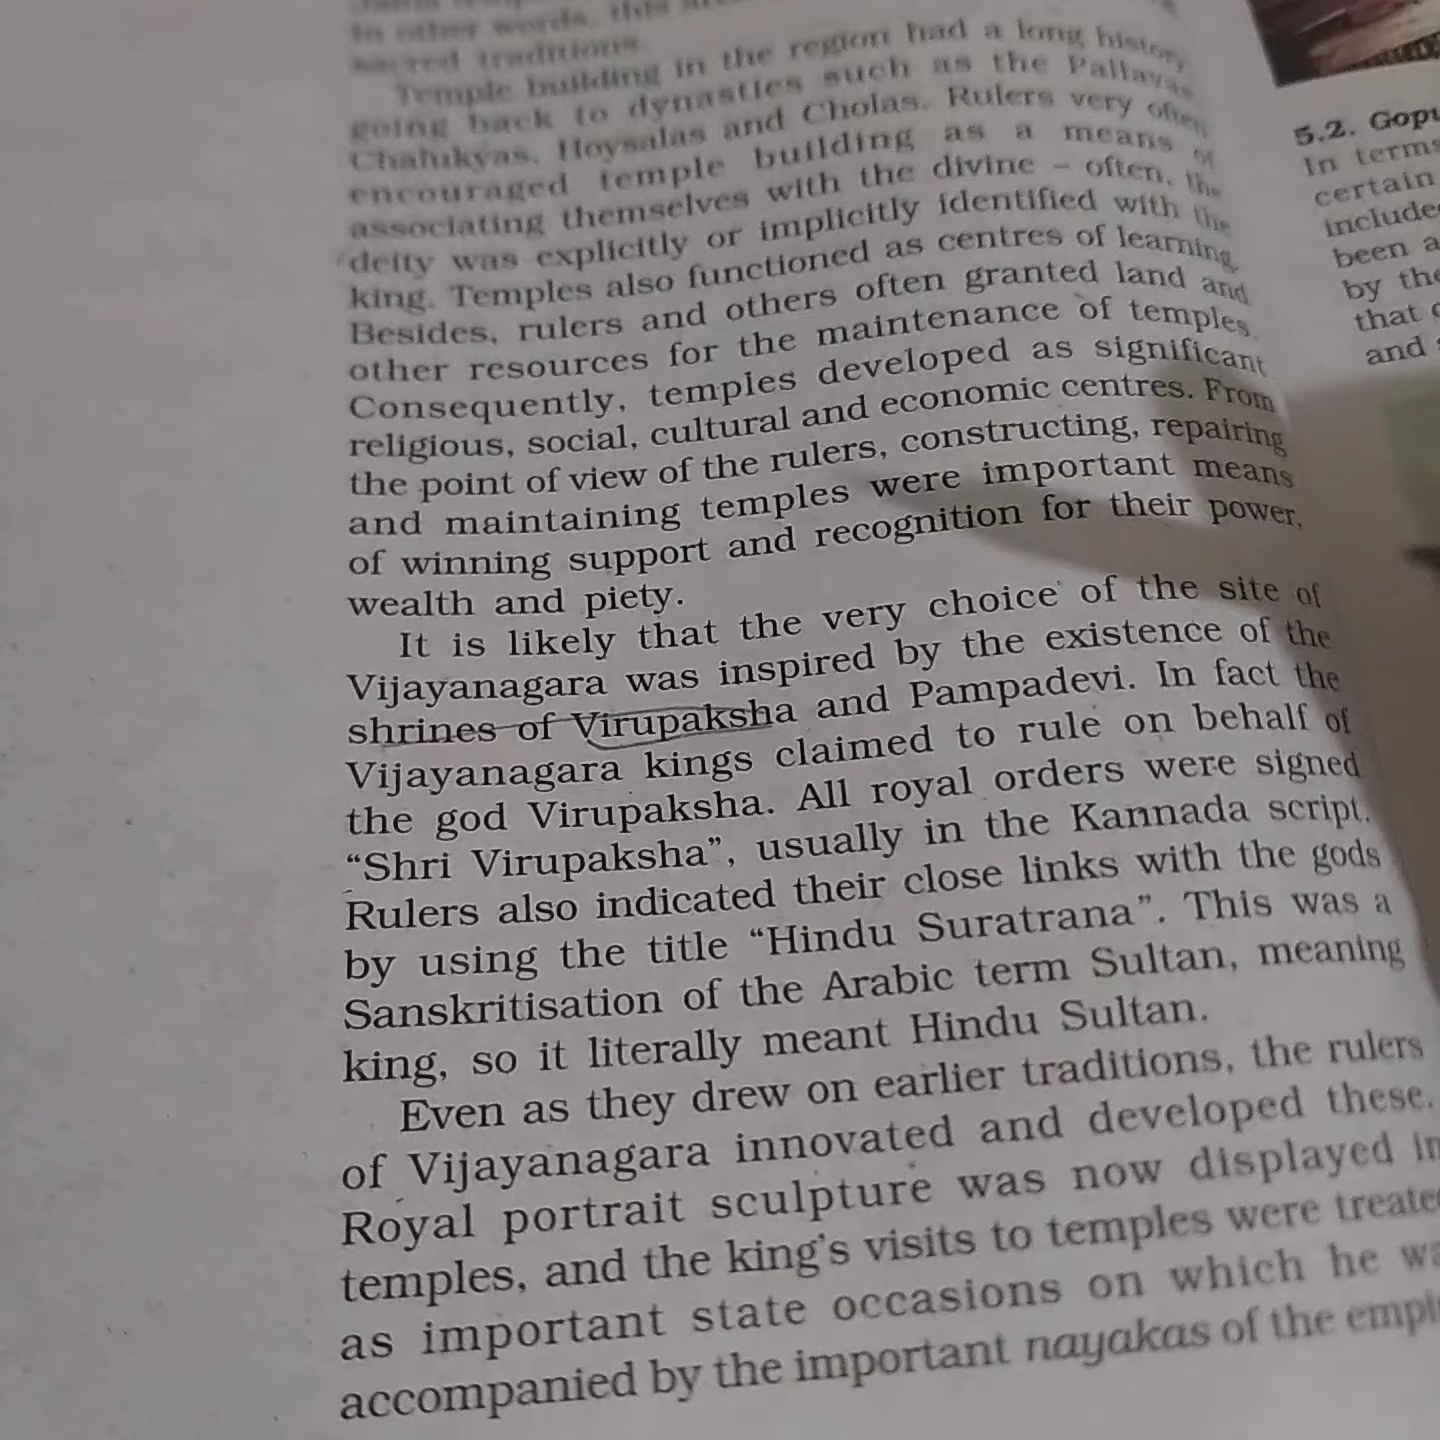 In other words, this
sacred traditions.
Temple building in the region had a long history
going back to dynasties such as the Pallavas,
Chalukyas, Hoysalas and Cholas. Rulers very often
encouraged temple building as a means of
associating themselves with the divine – often, the
deity was explicitly or implicitly identified with the
king. Temples also functioned as centres of learning.
Besides, rulers and others often granted land and
other resources for the maintenance of temples.
Consequently, temples developed as significant
religious, social, cultural and economic centres. From
the point of view of the rulers, constructing, repairing
and maintaining temples were important means
of winning support and recognition for their power,
wealth and piety.
It is likely that the very choice of the site of
Vijayanagara was inspired by the existence of the
shrines of Virupaksha and Pampadevi. In fact the
Vijayanagara kings claimed to rule on behalf of
the god Virupaksha. All royal orders were signed
“Shri Virupaksha”, usually in the Kannada script.
Rulers also indicated their close links with the gods
by using the title “Hindu Suratrana”. This was a
Sanskritisation of the Arabic term Sultan, meaning
king, so it literally meant Hindu Sultan.
Even as they drew on earlier traditions, the rulers
of Vijayanagara innovated and developed these.
Royal portrait sculpture was now displayed in
temples, and the king’s visits to temples were
as important state occasions on which he
accompanied by the important nayakas of the
5.2.
In terms
certain
been a
by the
that
and